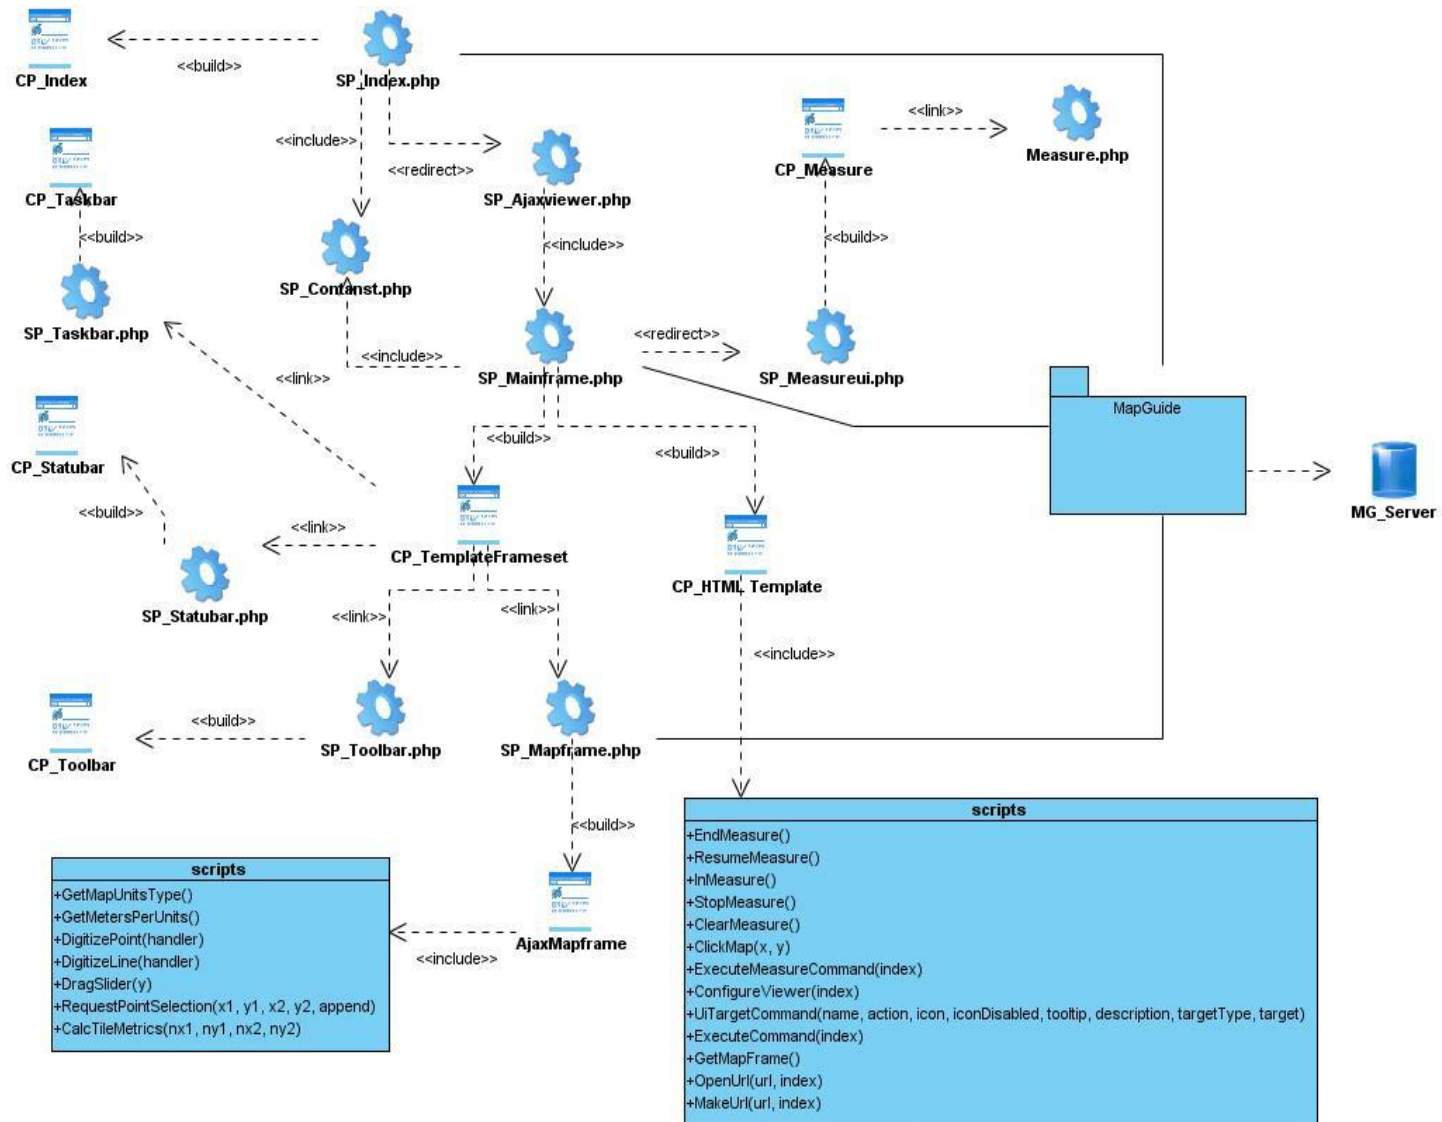 CP_Index
<<build>>
SP_Index.php
<<include>>
<<redirect>>
CP_Taskbar
<<build>>
SP_Taskbar.php
SP_Contanst.php
SP_Ajaxviewer.php
<<include>>
CP_Measure
<<link>>
Measure.php
<<build>>
<<include>>
SP_Mainframe.php
<<redirect>>
SP_Measureui.php
<<link>>
MapGuide
MG_Server
CP_Statubar
<<build>>
<<link>>
SP_Statubar.php
<<build>>
<<build>>
CP_TemplateFrameset
CP_HTML Template
<<link>>
<<link>>
<<include>>
CP_Toolbar
<<build>>
SP_Toolbar.php
SP_Mapframe.php
<<build>>
AjaxMapframe
<<include>>
scripts
+GetMapUnitsType()
+GetMetersPerUnits()
+DigitizePoint(handler)
+DigitizeLine(handler)
+DragSlider(y)
+RequestPointSelection(x1, y1, x2, y2, append)
+CalcTileMetrics(nx1, ny1, nx2, ny2)
scripts
+EndMeasure()
+ResumeMeasure()
+InMeasure()
+StopMeasure()
+ClearMeasure()
+ClickMap(x, y)
+ExecuteMeasureCommand(index)
+ConfigureViewer(index)
+UiTargetCommand(name, action, icon, iconDisabled, tooltip, description, targetType, target)
+ExecuteCommand(index)
+GetMapFrame()
+OpenUrl(url, index)
+MakeUrl(url, index)